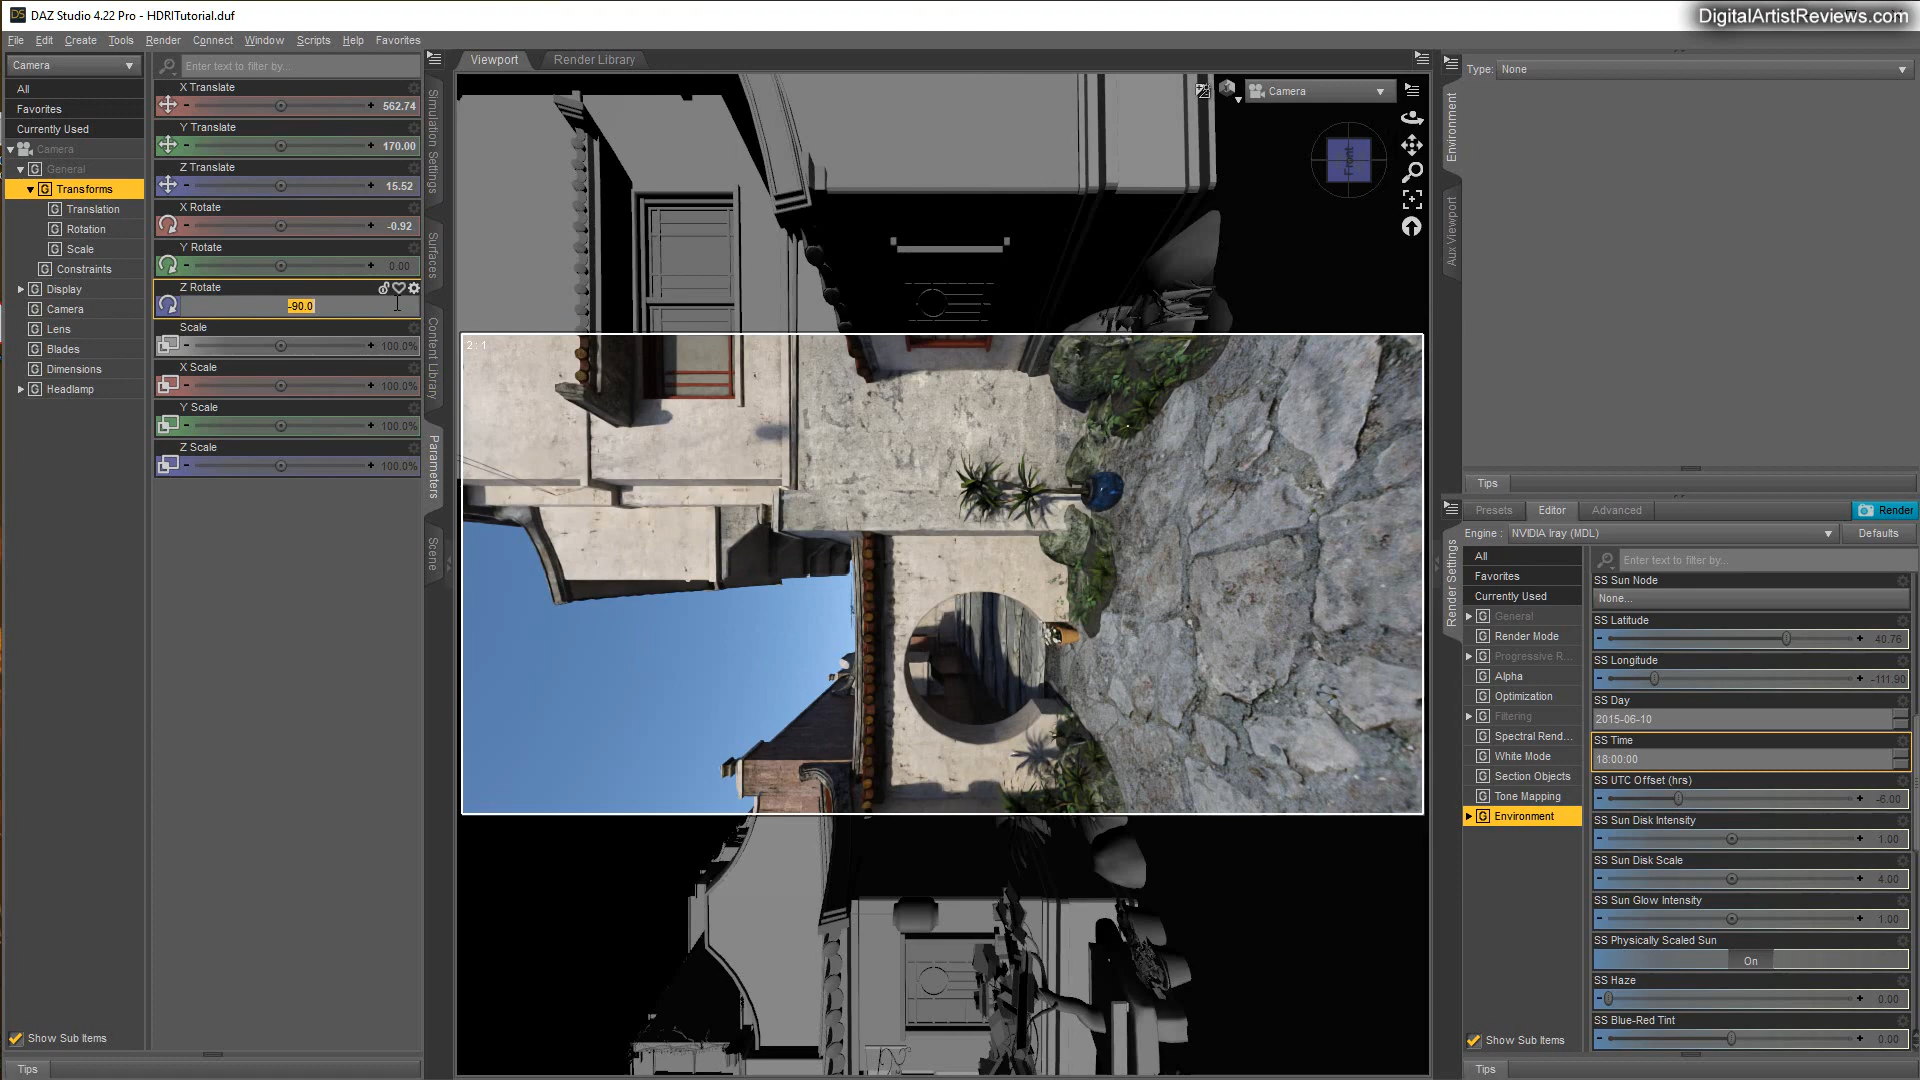 DAZ Studio 4.22 Pro - HDRITutorial.duf
DigitalArtistReviews.com
File Edit Create Tools Render Connect Window Scripts Help Favorites
Camera
All
Favorites
Currently Used
Camera
General
Transforms
Translation
Rotation
Scale
Constraints
Display
Camera
Lens
Blades
Dimensions
Headlamp
Show Sub Items
Tips
Enter text to filter by...
X Translate
562.74
Y Translate
170.00
Z Translate
15.52
X Rotate
-0.92
Y Rotate
0.00
Z Rotate
-90.0
Scale
100.0%
X Scale
100.0%
Y Scale
100.0%
Z Scale
100.0%
Simulation Settings
Surfaces
Content Library
Parameters
Scene
Viewport
Render Library
Camera
Front
2 : 1
Type: None
Environment
Aux Viewport
Tips
Presets Editor Advanced Render
Engine : NVIDIA Iray (MDL) Defaults
Render Settings
All
Favorites
Currently Used
General
Render Mode
Progressive R...
Alpha
Optimization
Filtering
Spectral Rend...
White Mode
Section Objects
Tone Mapping
Environment
Show Sub Items
Tips
Enter text to filter by...
SS Sun Node
None...
SS Latitude
40.76
SS Longitude
-111.90
SS Day
2015-06-10
SS Time
18:00:00
SS UTC Offset (hrs)
-6.00
SS Sun Disk Intensity
1.00
SS Sun Disk Scale
4.00
SS Sun Glow Intensity
1.00
SS Physically Scaled Sun
On
SS Haze
0.00
SS Blue-Red Tint
0.00